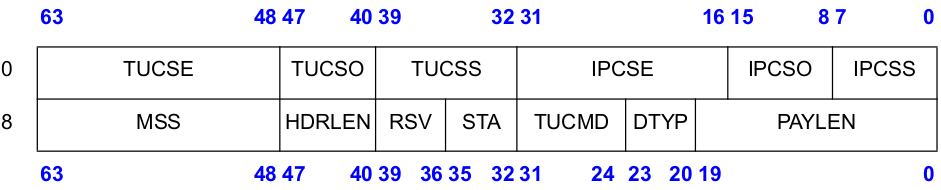 63 48 47 40 39 32 31 16 15 8 7 0
0 TUCSE TUCSO TUCSS IPCSE IPCSO IPCSS
8 MSS HDRLEN RSV STA TUCMD DTYP PAYLEN
63 48 47 40 39 36 35 32 31 24 23 20 19 0